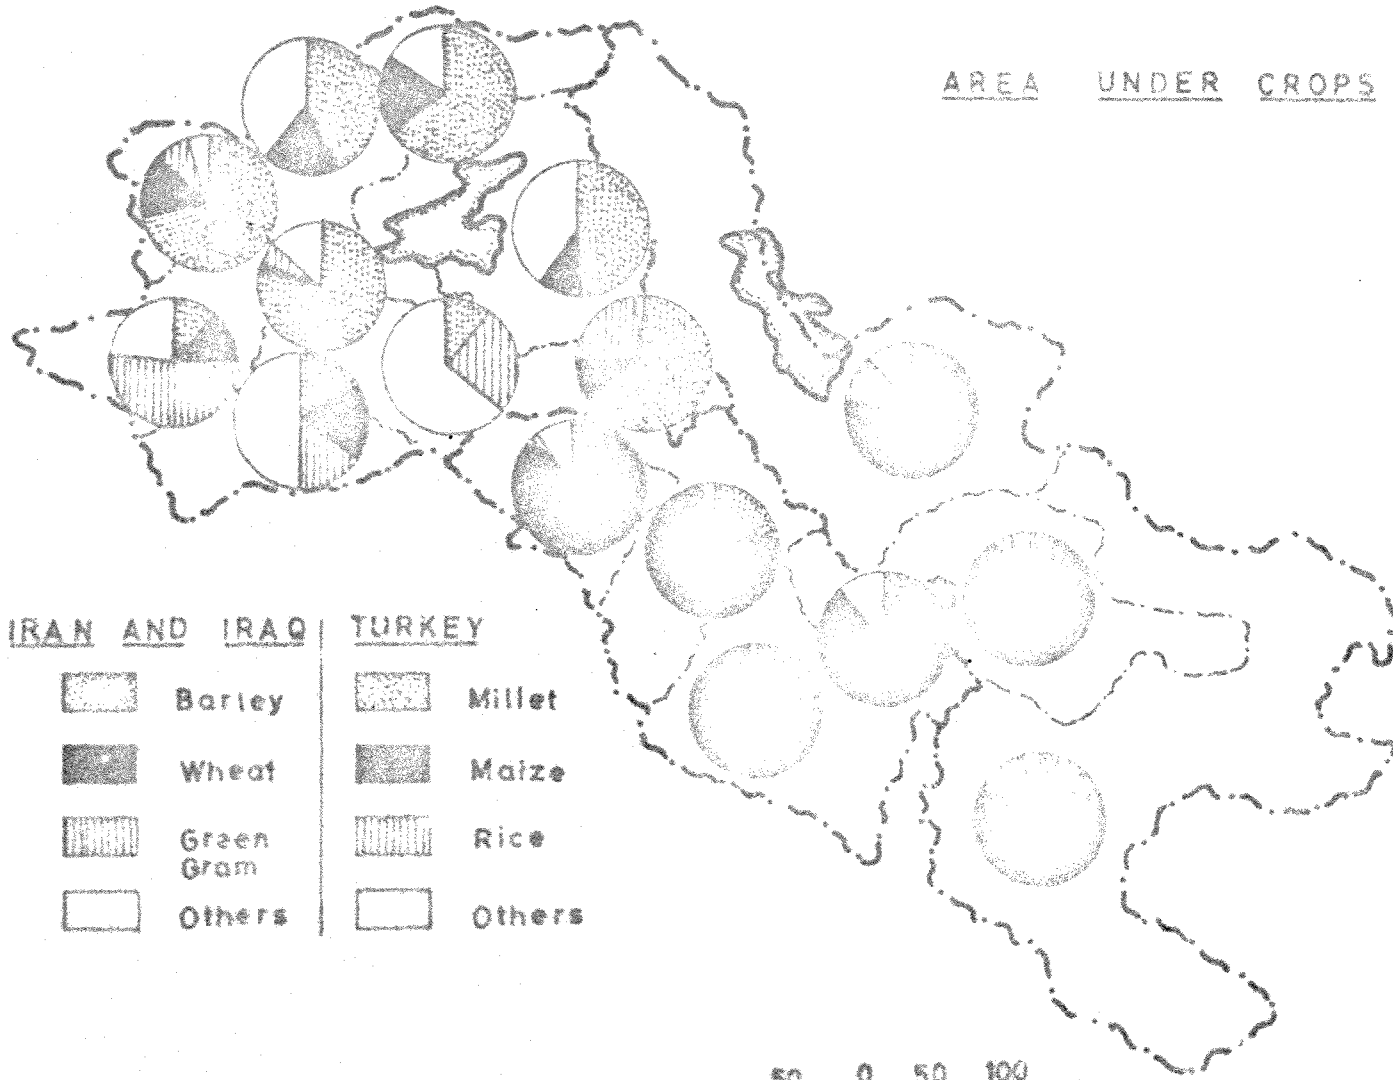 AREA UNDER CROPS
IRAN AND IRAQ
Barley
Wheat
Green
Gram
Others
TURKEY
Millet
Maize
Rice
Others
50 0 50 100